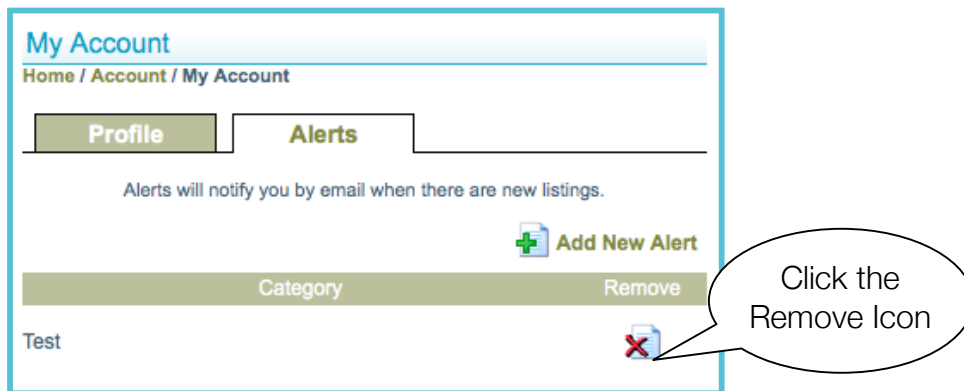 My Account
Home / Account / My Account
Profile
Alerts
Alerts will notify you by email when there are new listings.
Add New Alert
Category Remove
Test
Click the
Remove Icon